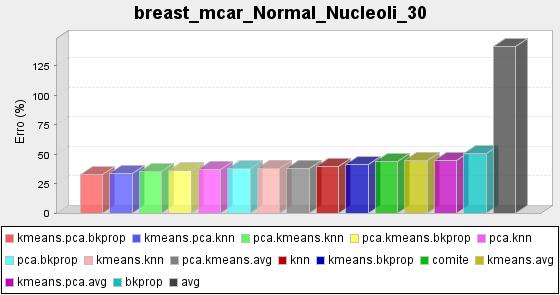 breast_mcar_Normal_Nucleoli_30
125
100
75
50
25
0
Erro (%)
kmeans.pca.bkprop kmeans.pca.knn pca.kmeans.knn pca.kmeans.bkprop pca.knn
pca.bkprop kmeans.knn pca.kmeans.avg knn kmeans.bkprop comite kmeans.avg
kmeans.pca.avg bkprop avg